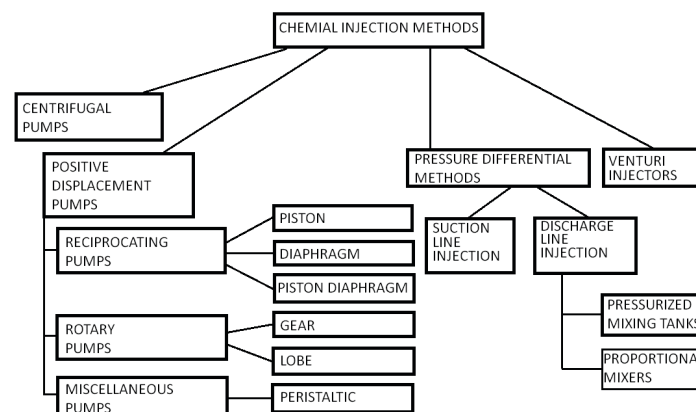 CHEMIAL INJECTION METHODS
CENTRIFUGAL
PUMPS
POSITIVE
DISPLACEMENT
PUMPS
PRESSURE DIFFERENTIAL
METHODS
VENTURI
INJECTORS
RECIPROCATING
PUMPS
PISTON
DIAPHRAGM
PISTON DIAPHRAGM
SUCTION
LINE
INJECTION
DISCHARGE
LINE
INJECTION
ROTARY
PUMPS
GEAR
LOBE
PRESSURIZED
MIXING TANKS
PROPORTIONA
MIXERS
MISCELLANEOUS
PUMPS
PERISTALTIC